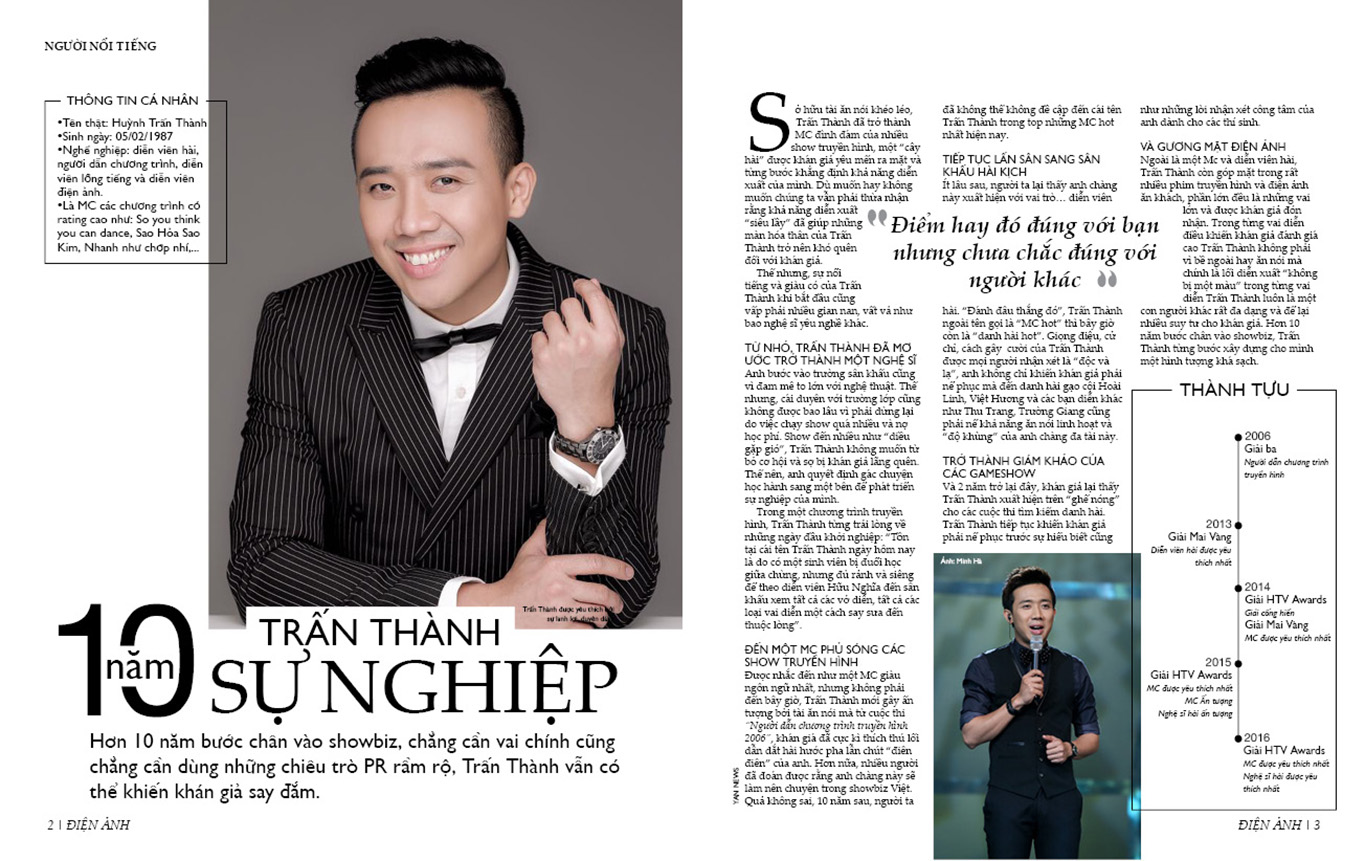 NGƯỜI NỔI TIẾNG
THÔNG TIN CÁ NHÂN
•Tên thật: Huỳnh Trấn Thành
•Sinh ngày: 05/02/1987
•Nghề nghiệp: diễn viên hài,
người dẫn chương trình, diễn
viên lồng tiếng và diễn viên
điện ảnh.
•Là MC các chương trình có
rating cao như: So you think
you can dance, Sao Hỏa Sao
Kim, Nhanh như chớp nhí,...
Trấn Thành được yêu thích bởi
sự lanh lợi, duyên dáng
10
năm
TRẤN THÀNH
SỰ NGHIỆP
Hơn 10 năm bước chân vào showbiz, chẳng cần vai chính cũng
chẳng cần dùng những chiêu trò PR rầm rộ, Trấn Thành vẫn có
thể khiến khán giả say đắm.
2 | ĐIỆN ẢNH
Sở hữu tài ăn nói khéo léo,
Trấn Thành đã trở thành
MC đình đám của nhiều
show truyền hình, một “cây
hài” được khán giả yêu mến ra mặt và
từng bước khẳng định khả năng diễn
xuất của mình. Dù muốn hay không
muốn chúng ta vẫn phải thừa nhận
rằng khả năng diễn xuất
“siêu lầy” đã giúp những
màn hóa thân của Trấn
Thành trở nên khó quên
đối với khán giả.
Thế nhưng, sự nổi
tiếng và giàu có của Trấn
Thành khi bắt đầu cũng
vấp phải nhiều gian nan, vất vả như
bao nghệ sĩ yêu nghề khác.
TỪ NHỎ, TRẤN THÀNH ĐÃ MƠ
ƯỚC TRỞ THÀNH MỘT NGHỆ SĨ
Anh bước vào trường sân khấu cũng
vì đam mê to lớn với nghệ thuật. Thế
nhưng, cái duyên với trường lớp cũng
không được bao lâu vì phải dừng lại
do việc chạy show quá nhiều và nợ
học phí. Show đến nhiều như “diều
gặp gió”, Trấn Thành không muốn từ
bỏ cơ hội và sợ bị khán giả lãng quên.
Thế nên, anh quyết định gác chuyện
học hành sang một bên để phát triển
sự nghiệp của mình.
Trong một chương trình truyền
hình, Trấn Thành từng trải lòng về
những ngày đầu khởi nghiệp: “Tồn
tại cái tên Trấn Thành ngày hôm nay
là do có một sinh viên bị đuổi học
giữa chừng, nhưng đủ rảnh và siêng
để theo diễn viên Hữu Nghĩa đến sân
khấu xem tất cả các vở diễn, tất cả các
loại vai diễn một cách say sưa đến
thuộc lòng”.
ĐẾN MỘT MC PHỦ SÓNG CÁC
SHOW TRUYỀN HÌNH
Được nhắc đến như một MC giàu
ngôn ngữ nhất, nhưng không phải
đến bây giờ, Trấn Thành mới gây ấn
tượng bởi tài ăn nói mà từ cuộc thi
“Người dẫn chương trình truyền hình
2006”, khán giả đã cực kì thích thú lối
dẫn dắt hài hước pha lẫn chút “điên
điên” của anh. Hơn nữa, nhiều người
đã đoán được rằng anh chàng này sẽ
làm nên chuyện trong showbiz Việt.
Quả không sai, 10 năm sau, người ta
YAN NEWS
đã không thể không đề cập đến cái tên
Trấn Thành trong top những MC hot
nhất hiện nay.
TIẾP TỤC LẤN SÂN SANG SÂN
KHẤU HÀI KỊCH
Ít lâu sau, người ta lại thấy anh chàng
này xuất hiện với vai trò… diễn viên
“Điểm hay đó đúng với bạn
nhưng chưa chắc đúng với
người khác”
hài. “Đánh đâu thắng đó”, Trấn Thành
ngoài tên gọi là “MC hot” thì bây giờ
còn là “danh hài hot”. Giọng điệu, cử
chỉ, cách gây cười của Trấn Thành
được mọi người nhận xét là “độc và
lạ”, anh không chỉ khiến khán giả phải
nể phục mà đến danh hài gạo cội Hoài
Linh, Việt Hương và các bạn diễn khác
như Thu Trang, Trường Giang cũng
phải nể khả năng ăn nói linh hoạt và
“độ khùng” của anh chàng đa tài này.
TRỞ THÀNH GIÁM KHẢO CỦA
CÁC GAMESHOW
Và 2 năm trở lại đây, khán giả lại thấy
Trấn Thành xuất hiện trên “ghế nóng”
cho các cuộc thi tìm kiếm danh hài.
Trấn Thành tiếp tục khiến khán giả
phải nể phục trước sự hiểu biết cũng
Ảnh: Minh Hà
như những lời nhận xét công tâm của
anh dành cho các thí sinh.
VÀ GƯƠNG MẶT ĐIỆN ẢNH
Ngoài là một Mc và diễn viên hài,
Trấn Thành còn góp mặt trong rất
nhiều phim truyền hình và điện ảnh
ăn khách, phần lớn đều là những vai
lớn và được khán giả đón
nhận. Trong từng vai diễn
điều khiến khán giả đánh giá
cao Trấn Thành không phải
vì bề ngoài hay ăn nói mà
chính là lối diễn xuất “không
bị một màu” trong từng vai
diễn Trấn Thành luôn là một
con người khác rất đa dạng và để lại
nhiều suy tư cho khán giả. Hơn 10
năm bước chân vào showbiz, Trấn
Thành từng bước xây dựng cho mình
một hình tượng khá sạch.
THÀNH TỰU
2006
Giải ba
Người dẫn chương trình
truyền hình
2013
Giải Mai Vàng
Diễn viên hài được yêu
thích nhất
2014
Giải HTV Awards
Giải cống hiến
Giải Mai Vàng
MC được yêu thích nhất
2015
Giải HTV Awards
MC được yêu thích nhất
MC Ấn tượng
Nghệ sĩ hài ấn tượng
2016
Giải HTV Awards
MC được yêu thích nhất
Nghệ sĩ hài được yêu
thích nhất
ĐIỆN ẢNH | 3